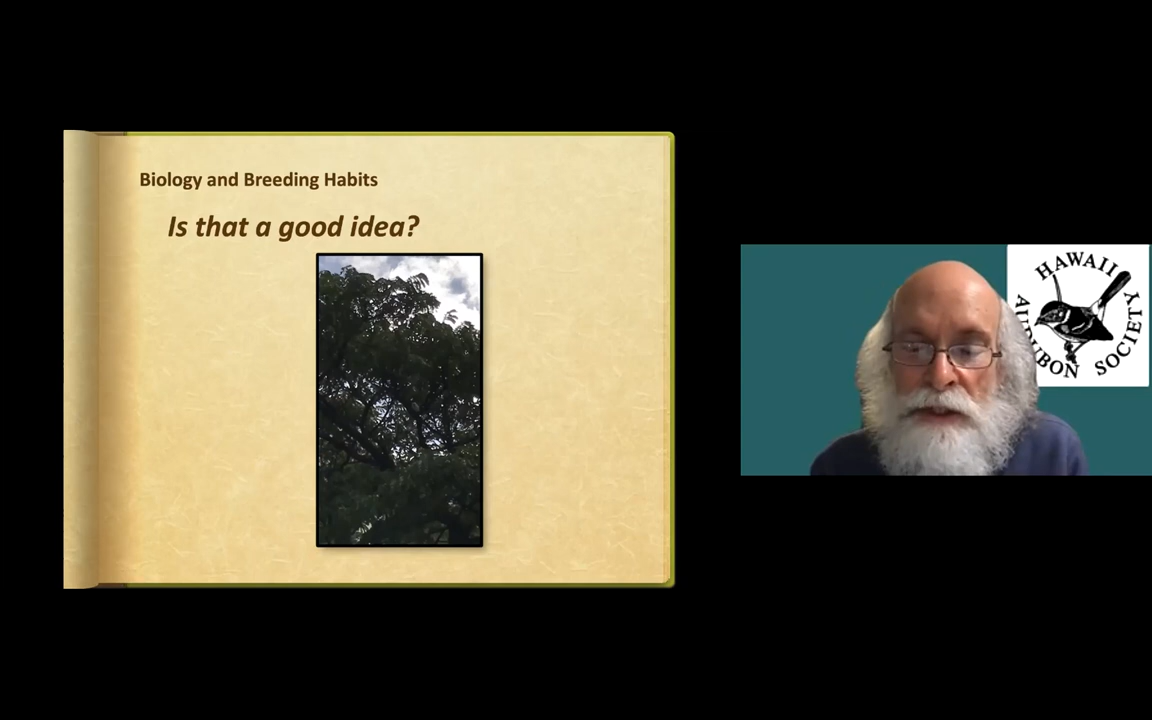 Biology and Breeding Habits
Is that a good idea?
HAWAII
AUDUBON SOCIETY